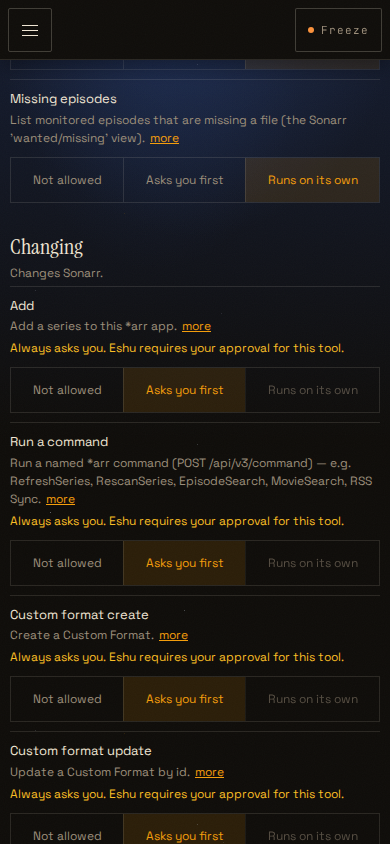 Freeze
Missing episodes
List monitored episodes that are missing a file (the Sonarr
'wanted/missing' view). more
Not allowed
Asks you first
Runs on its own
Changing
Changes Sonarr.
Add
Add a series to this *arr app. more
Always asks you. Eshu requires your approval for this tool.
Not allowed
Asks you first
Runs on its own
Run a command
Run a named *arr command (POST /api/v3/command) — e.g.
RefreshSeries, RescanSeries, EpisodeSearch, MovieSearch, RSS
Sync. more
Always asks you. Eshu requires your approval for this tool.
Not allowed
Asks you first
Runs on its own
Custom format create
Create a Custom Format. more
Always asks you. Eshu requires your approval for this tool.
Not allowed
Asks you first
Runs on its own
Custom format update
Update a Custom Format by id. more
Always asks you. Eshu requires your approval for this tool.
Not allowed
Asks you first
Runs on its own